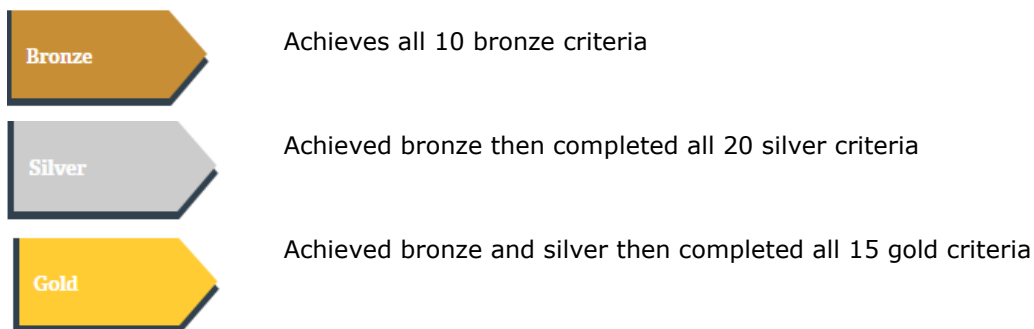 Bronze
Achieves all 10 bronze criteria
Silver
Achieved bronze then completed all 20 silver criteria
Gold
Achieved bronze and silver then completed all 15 gold criteria